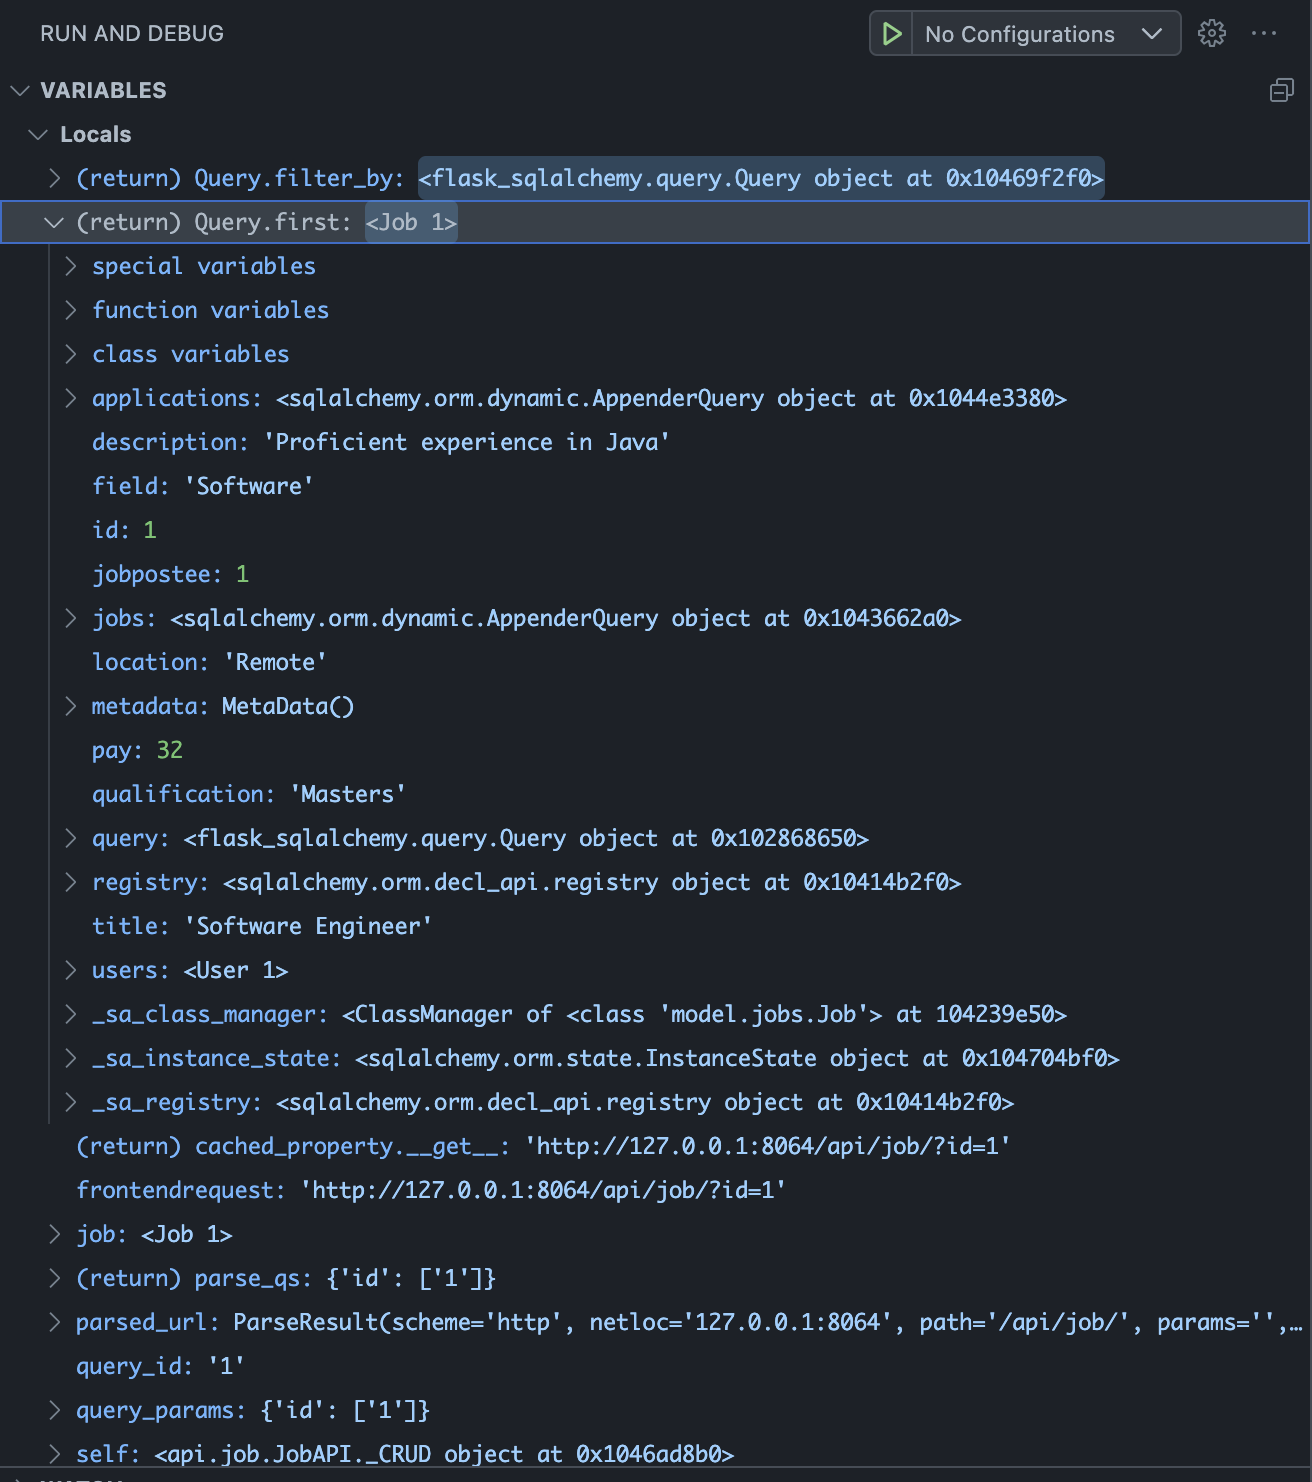 RUN AND DEBUG
No Configurations
VARIABLES
Locals
(return) Query.filter_by: <flask_sqlalchemy.query.Query object at 0x10469f2f0>
(return) Query.first: <Job 1>
special variables
function variables
class variables
applications: <sqlalchemy.orm.dynamic.AppenderQuery object at 0x1044e3380>
description: 'Proficient experience in Java'
field: 'Software'
id: 1
jobpostee: 1
jobs: <sqlalchemy.orm.dynamic.AppenderQuery object at 0x1043662a0>
location: 'Remote'
metadata: MetaData()
pay: 32
qualification: 'Masters'
query: <flask_sqlalchemy.query.Query object at 0x102868650>
registry: <sqlalchemy.orm.decl_api.registry object at 0x10414b2f0>
title: 'Software Engineer'
users: <User 1>
_sa_class_manager: <ClassManager of <class 'model.jobs.Job'> at 104239e50>
_sa_instance_state: <sqlalchemy.orm.state.InstanceState object at 0x104704bf0>
_sa_registry: <sqlalchemy.orm.decl_api.registry object at 0x10414b2f0>
(return) cached_property.__get__: 'http://127.0.0.1:8064/api/job/?id=1'
frontendrequest: 'http://127.0.0.1:8064/api/job/?id=1'
job: <Job 1>
(return) parse_qs: {'id': ['1']}
parsed_url: ParseResult(scheme='http', netloc='127.0.0.1:8064', path='/api/job/', params='',…
query_id: '1'
query_params: {'id': ['1']}
self: <api.job.JobAPI._CRUD object at 0x1046ad8b0>